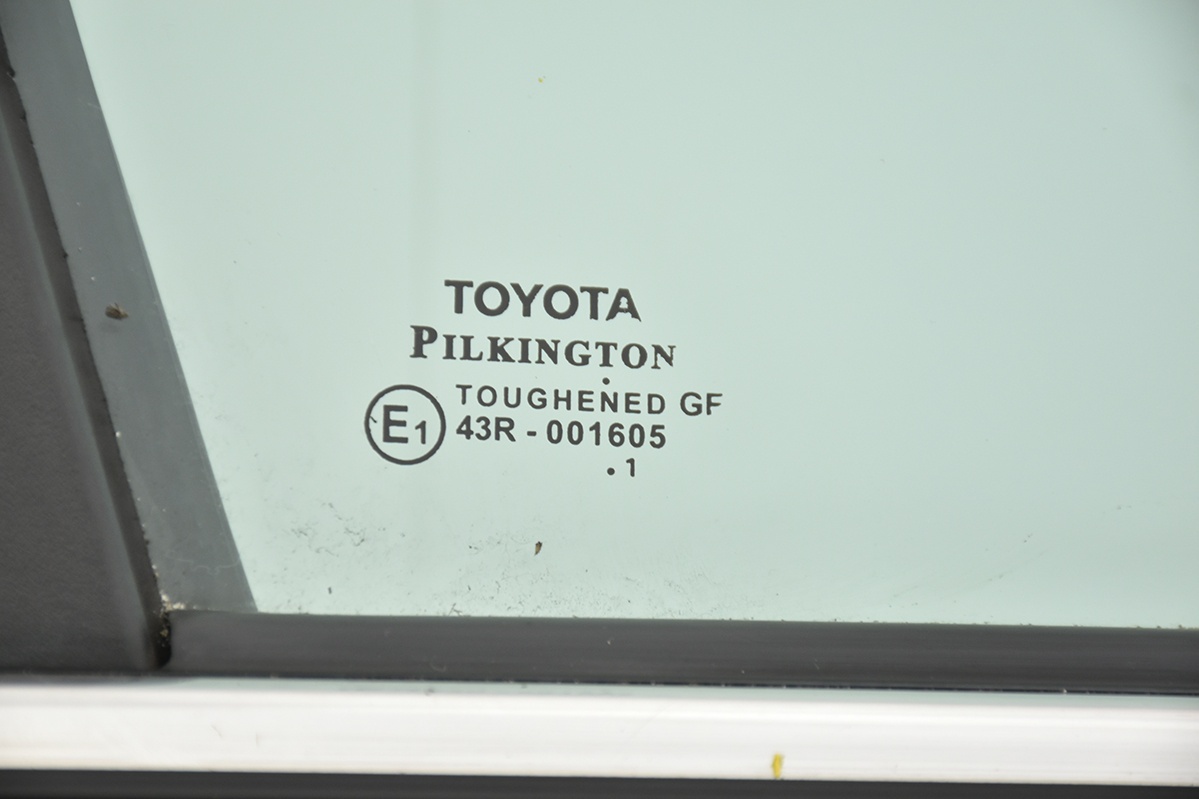 TOYOTA
PILKINGTON
TOUGHENED GF
E1 43R - 001605
. 1